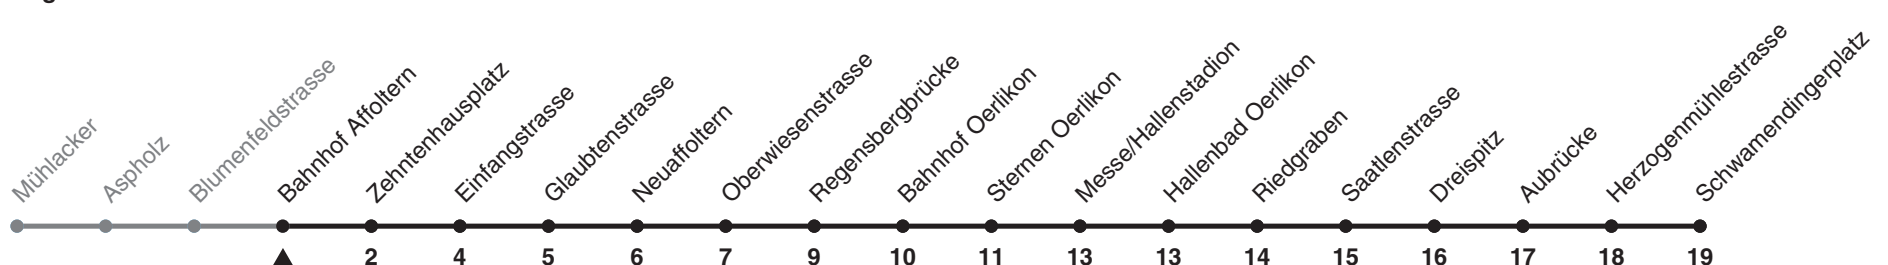 Mühlacker
Aspholz
Blumenfeldstrasse
Bahnhof Affoltern
Zehntenhausplatz
Einfangstrasse
Glaubtenstrasse
Neuaffoltern
Oberwiesenstrasse
Regensbergbrücke
Bahnhof Oerlikon
Sternen Oerlikon
Messe/Hallenstadion
Hallenbad Oerlikon
Riedgraben
Saatlenstrasse
Dreispitz
Aubrücke
Herzogenmühlestrasse
Schwamendingerplatz
2 4 5 6 7 9 10 11 13 13 14 15 16 17 18 19